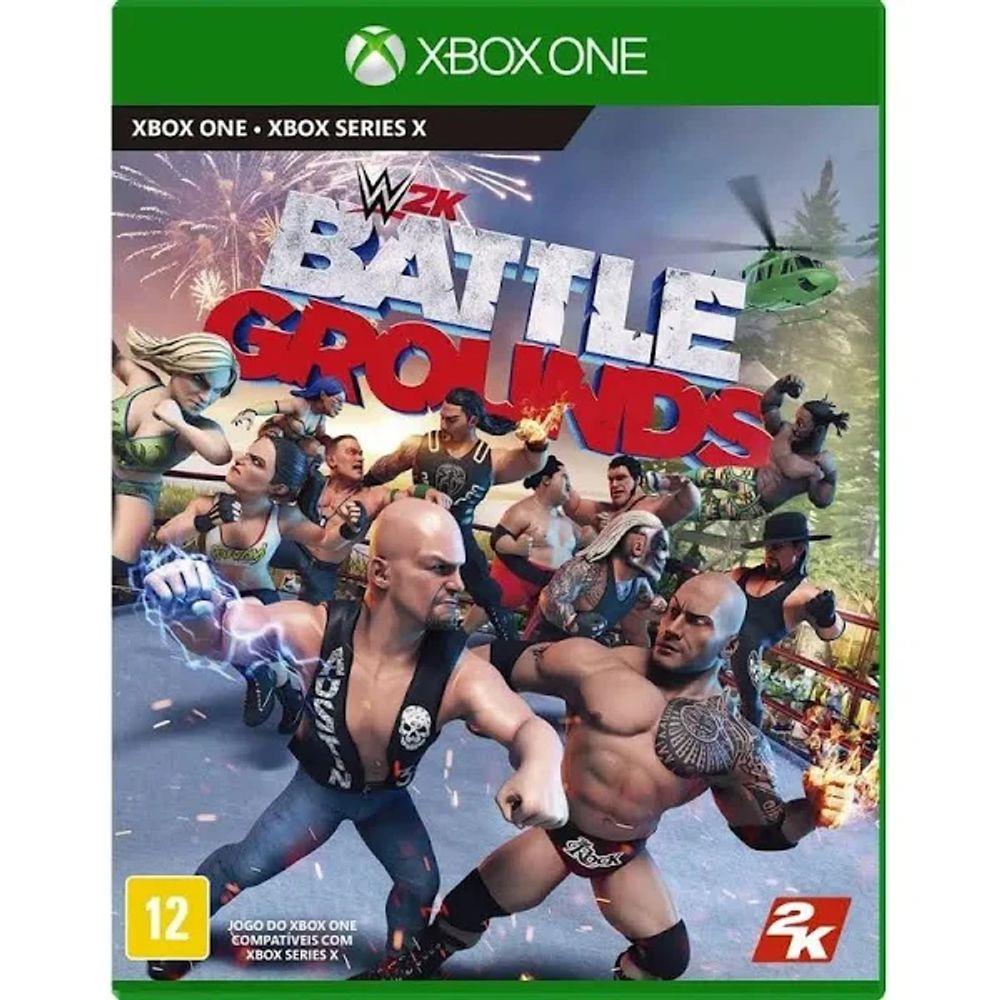 XBOX ONE
XBOX ONE • XBOX SERIES X
W 2K
BATTLE
GROUNDS
AUSTIN
The Rock
12
JOGO DO XBOX ONE
COMPATÍVEIS COM
XBOX SERIES X
2K